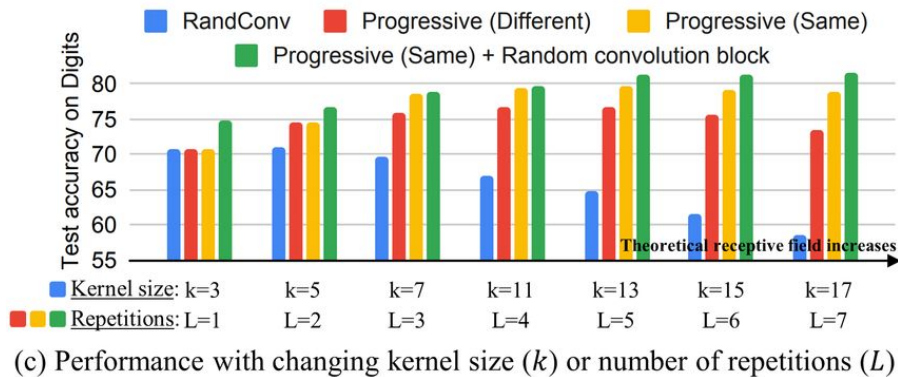 RandConv Progressive (Different) Progressive (Same)
Progressive (Same) + Random convolution block
Test accuracy on Digits
80
75
70
65
60
55
Theoretical receptive field increases
Kernel size: k=3 k=5 k=7 k=11 k=13 k=15 k=17
Repetitions: L=1 L=2 L=3 L=4 L=5 L=6 L=7
(c) Performance with changing kernel size (k) or number of repetitions (L)